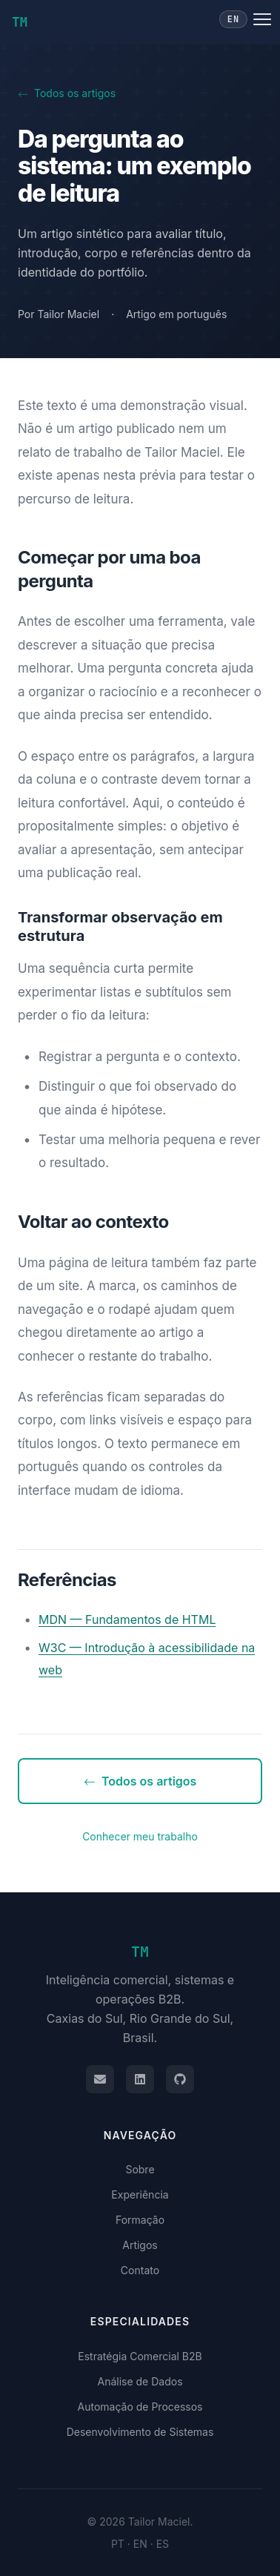 TM
EN
← Todos os artigos
Da pergunta ao
sistema: um exemplo
de leitura
Um artigo sintético para avaliar título,
introdução, corpo e referências dentro da
identidade do portfólio.
Por Tailor Maciel · Artigo em português
Este texto é uma demonstração visual.
Não é um artigo publicado nem um
relato de trabalho de Tailor Maciel. Ele
existe apenas nesta prévia para testar o
percurso de leitura.
Começar por uma boa
pergunta
Antes de escolher uma ferramenta, vale
descrever a situação que precisa
melhorar. Uma pergunta concreta ajuda
a organizar o raciocínio e a reconhecer o
que ainda precisa ser entendido.
O espaço entre os parágrafos, a largura
da coluna e o contraste devem tornar a
leitura confortável. Aqui, o conteúdo é
propositalmente simples: o objetivo é
avaliar a apresentação, sem antecipar
uma publicação real.
Transformar observação em
estrutura
Uma sequência curta permite
experimentar listas e subtítulos sem
perder o fio da leitura:
• Registrar a pergunta e o contexto.
• Distinguir o que foi observado do
que ainda é hipótese.
• Testar uma melhoria pequena e rever
o resultado.
Voltar ao contexto
Uma página de leitura também faz parte
de um site. A marca, os caminhos de
navegação e o rodapé ajudam quem
chegou diretamente ao artigo a
conhecer o restante do trabalho.
As referências ficam separadas do
corpo, com links visíveis e espaço para
títulos longos. O texto permanece em
português quando os controles da
interface mudam de idioma.
Referências
• MDN — Fundamentos de HTML
• W3C — Introdução à acessibilidade na
web
← Todos os artigos
Conhecer meu trabalho
TM
Inteligência comercial, sistemas e
operações B2B.
Caxias do Sul, Rio Grande do Sul,
Brasil.
NAVEGAÇÃO
Sobre
Experiência
Formação
Artigos
Contato
ESPECIALIDADES
Estratégia Comercial B2B
Análise de Dados
Automação de Processos
Desenvolvimento de Sistemas
© 2026 Tailor Maciel.
PT · EN · ES